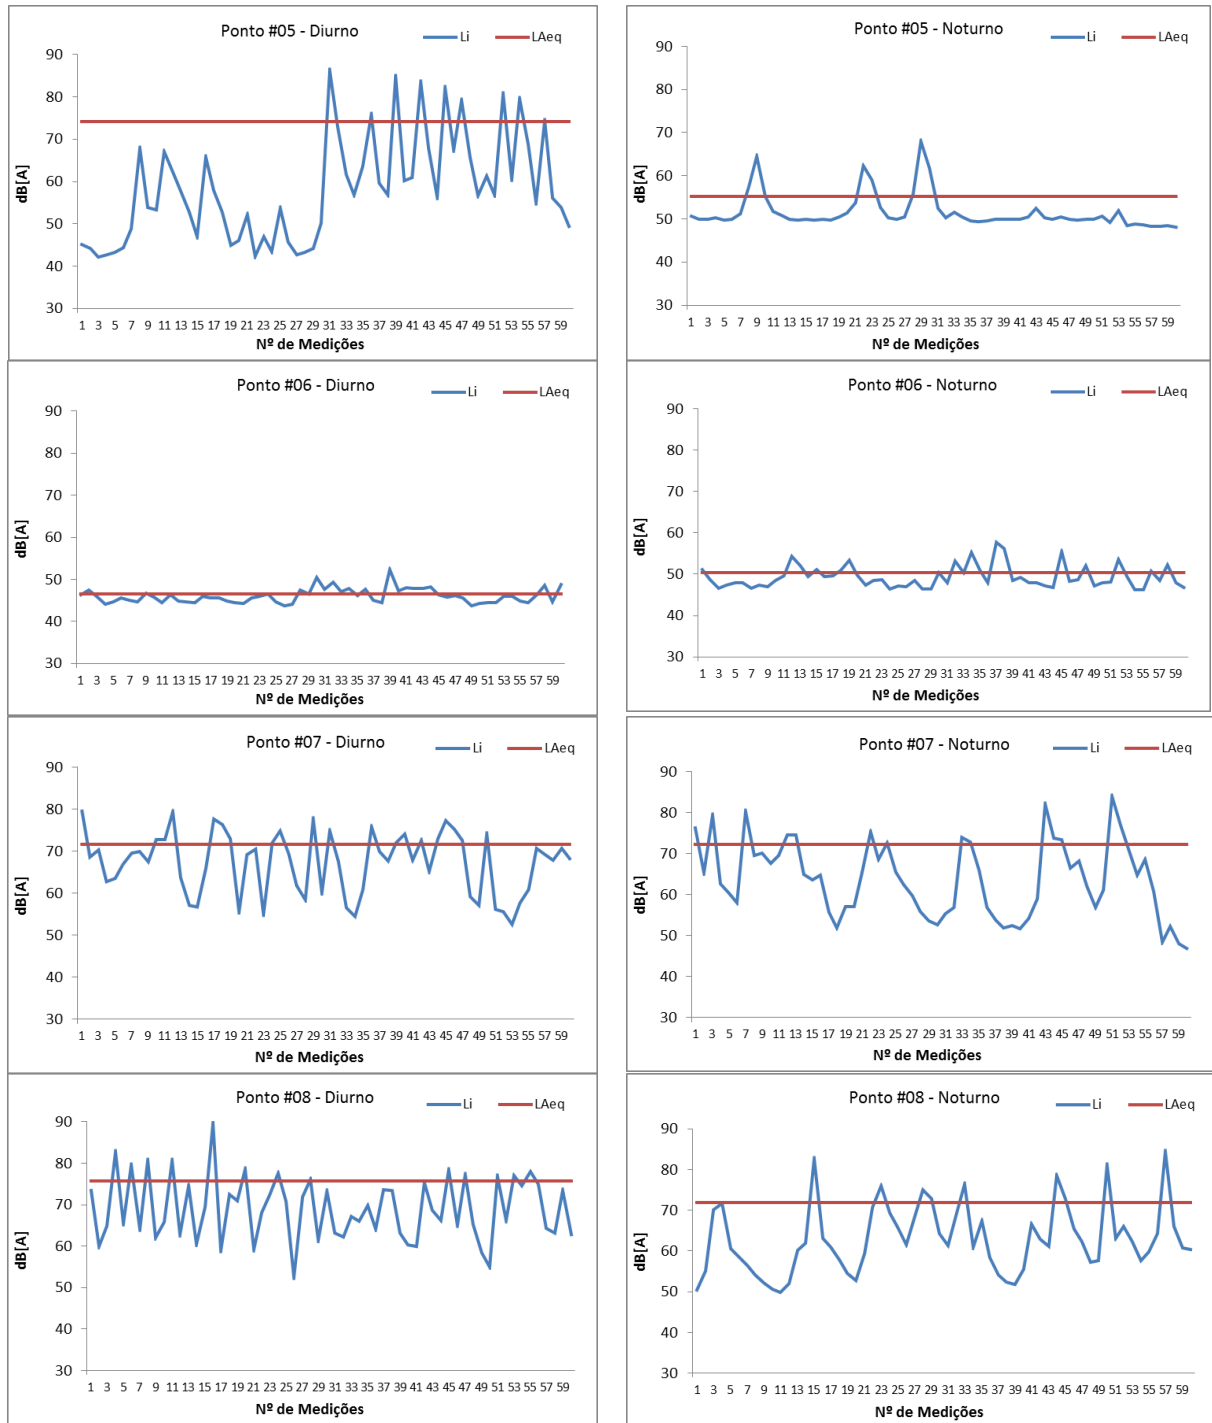 Ponto #05 - Diurno
Li LAeq
90
80
70
60
50
40
30
dB[A]
1 3 5 7 9 11 13 15 17 19 21 23 25 27 29 31 33 35 37 39 41 43 45 47 49 51 53 55 57 59
Nº de Medições
Ponto #05 - Noturno
Li LAeq
90
80
70
60
50
40
30
dB[A]
1 3 5 7 9 11 13 15 17 19 21 23 25 27 29 31 33 35 37 39 41 43 45 47 49 51 53 55 57 59
Nº de Medições
Ponto #06 - Diurno
Li LAeq
90
80
70
60
50
40
30
dB[A]
1 3 5 7 9 11 13 15 17 19 21 23 25 27 29 31 33 35 37 39 41 43 45 47 49 51 53 55 57 59
Nº de Medições
Ponto #06 - Noturno
Li LAeq
90
80
70
60
50
40
30
dB[A]
1 3 5 7 9 11 13 15 17 19 21 23 25 27 29 31 33 35 37 39 41 43 45 47 49 51 53 55 57 59
Nº de Medições
Ponto #07 - Diurno
Li LAeq
90
80
70
60
50
40
30
dB[A]
1 3 5 7 9 11 13 15 17 19 21 23 25 27 29 31 33 35 37 39 41 43 45 47 49 51 53 55 57 59
Nº de Medições
Ponto #07 - Noturno
Li LAeq
90
80
70
60
50
40
30
dB[A]
1 3 5 7 9 11 13 15 17 19 21 23 25 27 29 31 33 35 37 39 41 43 45 47 49 51 53 55 57 59
Nº de Medições
Ponto #08 - Diurno
Li LAeq
90
80
70
60
50
40
30
dB[A]
1 3 5 7 9 11 13 15 17 19 21 23 25 27 29 31 33 35 37 39 41 43 45 47 49 51 53 55 57 59
Nº de Medições
Ponto #08 - Noturno
Li LAeq
90
80
70
60
50
40
30
dB[A]
1 3 5 7 9 11 13 15 17 19 21 23 25 27 29 31 33 35 37 39 41 43 45 47 49 51 53 55 57 59
Nº de Medições